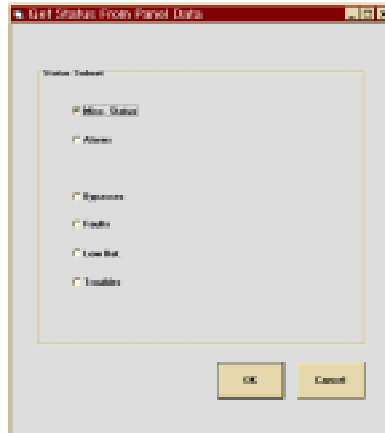 Get Status From Panel Data
Status Subset
Misc. Status
Alarms
Bypasses
Faults
Low Bat.
Troubles
OK
Cancel